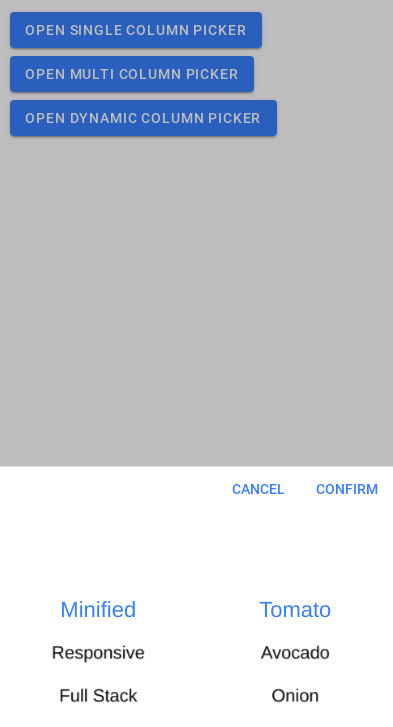 OPEN SINGLE COLUMN PICKER
OPEN MULTI COLUMN PICKER
OPEN DYNAMIC COLUMN PICKER
CANCEL CONFIRM
Minified Tomato
Responsive Avocado
Full Stack Onion